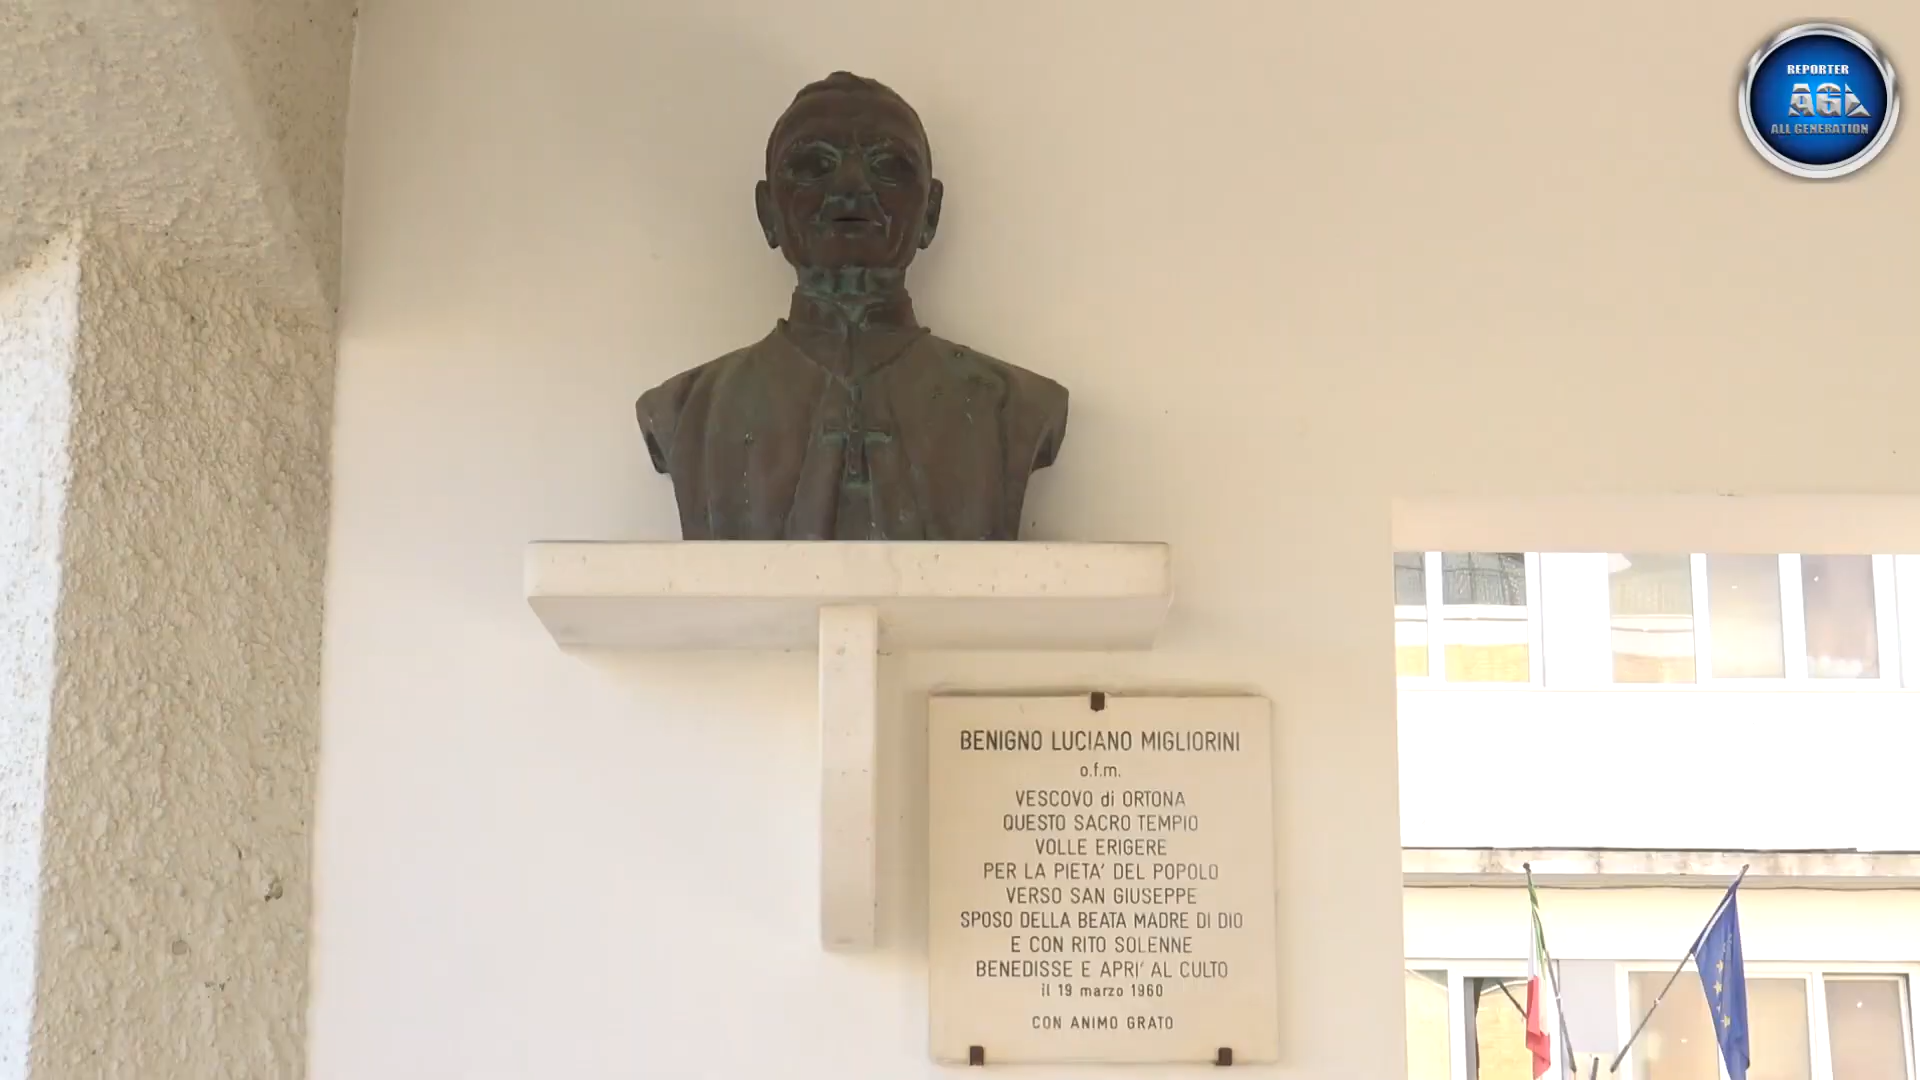 REPORTER
AG
ALL GENERATION
BENIGNO LUCIANO MIGLIORINI
o.f.m.
VESCOVO di ORTONA
QUESTO SACRO TEMPIO
VOLLE ERIGERE
PER LA PIETA' DEL POPOLO
VERSO SAN GIUSEPPE
SPOSO DELLA BEATA MADRE DI DIO
E CON RITO SOLENNE
BENEDISSE E APRI' AL CULTO
il 19 marzo 1960
CON ANIMO GRATO